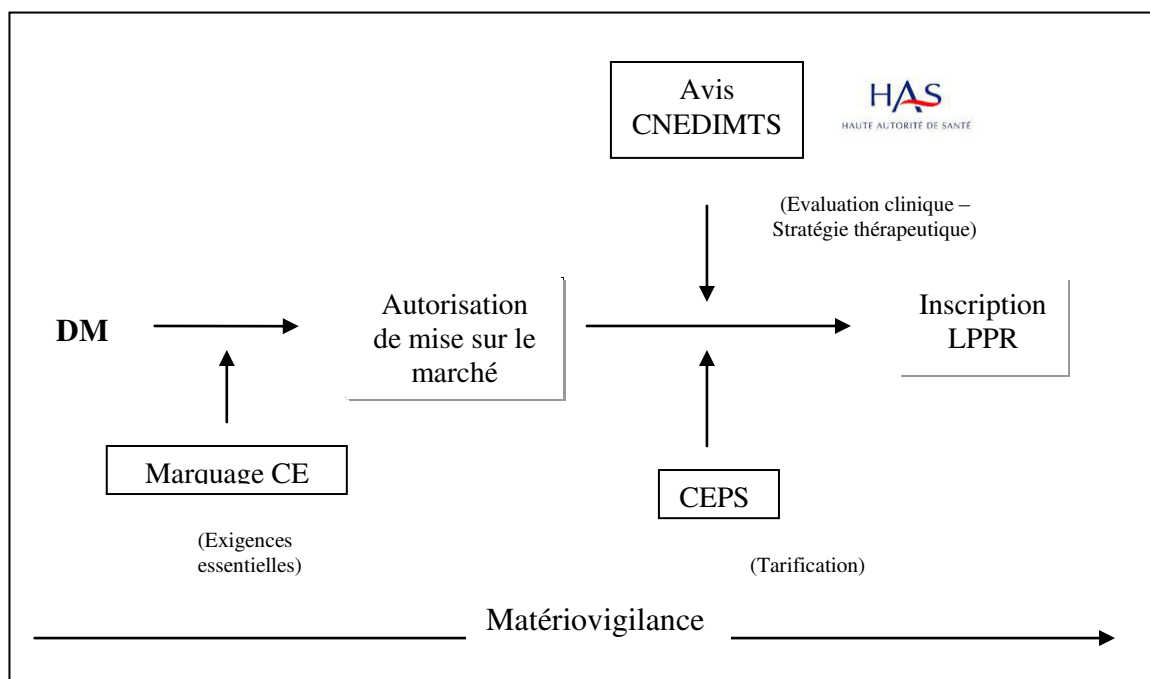 Avis
CNEDIMTS
HAS
HAUTE AUTORITÉ DE SANTÉ
(Evaluation clinique –
Stratégie thérapeutique)
DM
Autorisation
de mise sur le
marché
Inscription
LPPR
Marquage CE
(Exigences
essentielles)
CEPS
(Tarification)
Matériovigilance